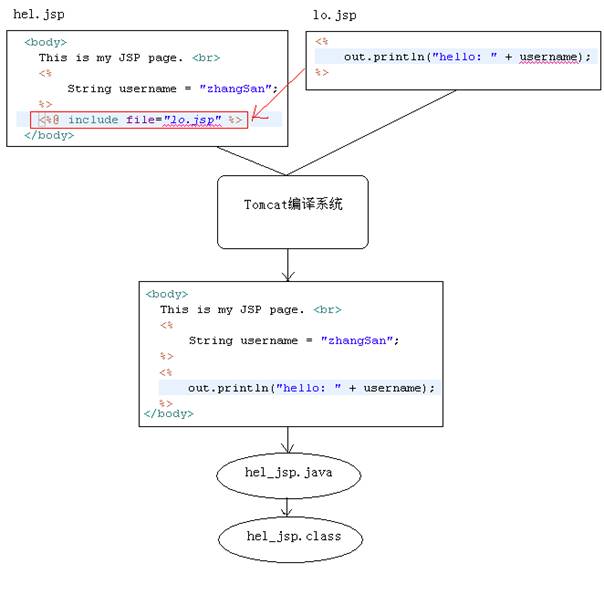 hel.jsp
<body>
This is my JSP page. <br>
<%
String username = "zhangSan";
%>
<%@ include file="lo.jsp" %>
</body>
lo.jsp
<%
out.println("hello: " + username);
%>
Tomcat编译系统
<body>
This is my JSP page. <br>
<%
String username = "zhangSan";
%>
<%
out.println("hello: " + username);
%>
</body>
hel_jsp.java
hel_jsp.class